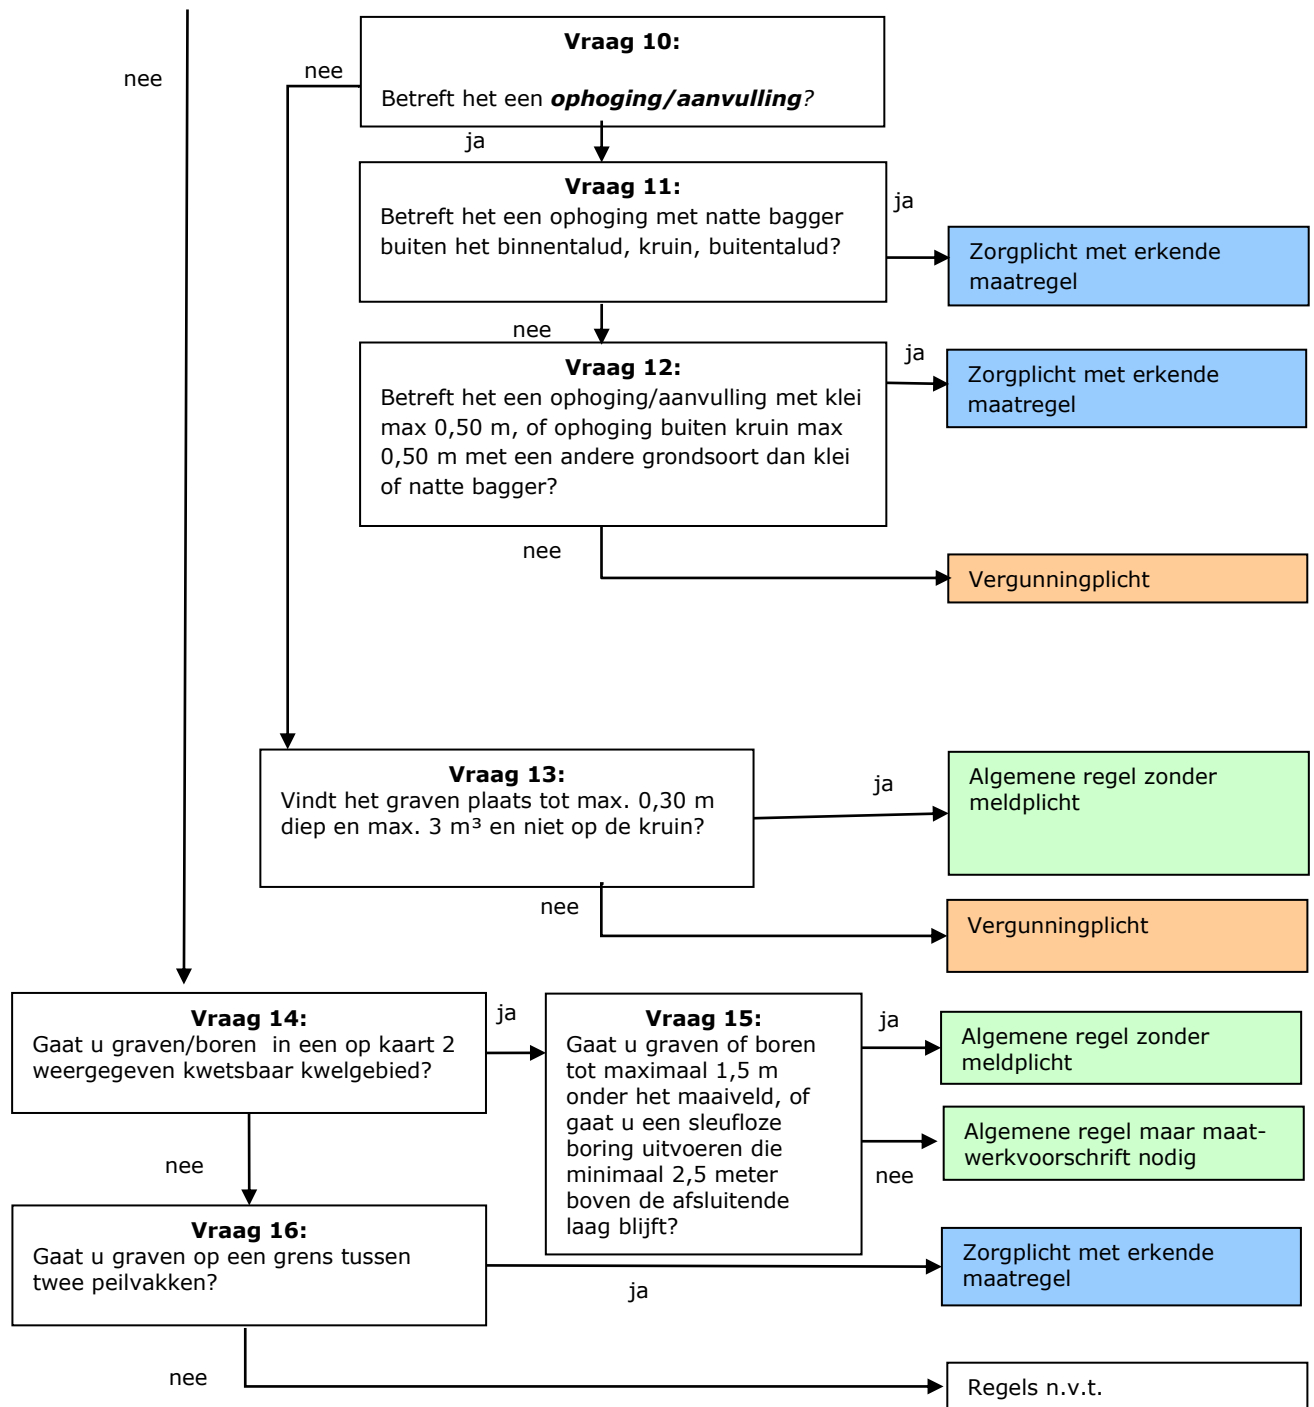 nee
nee
Vraag 10:
Betreft het een ophoging/aanvulling?
ja
Vraag 11:
Betreft het een ophoging met natte bagger
buiten het binnentalud, kruin, buitentalud?
ja
Zorgplicht met erkende
maatregel
nee
Vraag 12:
Betreft het een ophoging/aanvulling met klei
max 0,50 m, of ophoging buiten kruin max
0,50 m met een andere grondsoort dan klei
of natte bagger?
ja
Zorgplicht met erkende
maatregel
nee
Vergunningplicht
Vraag 13:
Vindt het graven plaats tot max. 0,30 m
diep en max. 3 m³ en niet op de kruin?
ja
Algemene regel zonder
meldplicht
nee
Vergunningplicht
Vraag 14:
Gaat u graven/boren  in een op kaart 2
weergegeven kwetsbaar kwelgebied?
ja
Vraag 15:
Gaat u graven of boren
tot maximaal 1,5 m
onder het maaiveld, of
gaat u een sleufloze
boring uitvoeren die
minimaal 2,5 meter
boven de afsluitende
laag blijft?
ja
Algemene regel zonder
meldplicht
nee
Algemene regel maar maat-
werkvoorschrift nodig
nee
Vraag 16:
Gaat u graven op een grens tussen
twee peilvakken?
ja
Zorgplicht met erkende
maatregel
nee
Regels n.v.t.